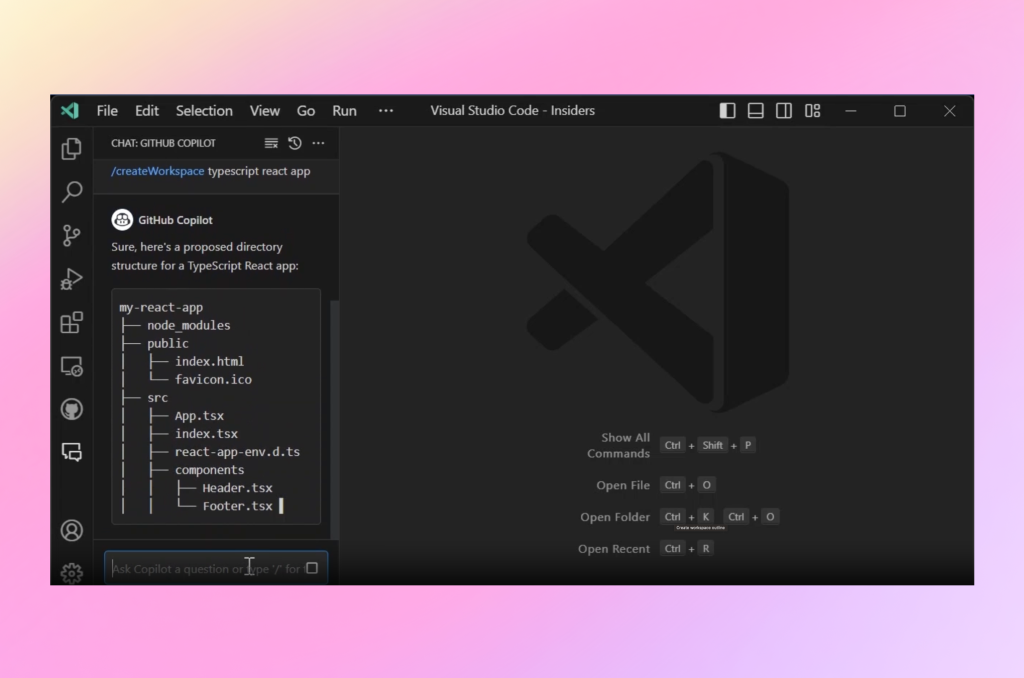 File Edit Selection View Go Run ··· Visual Studio Code - Insiders
CHAT: GITHUB COPILOT
/createWorkspace typescript react app
GitHub Copilot
Sure, here's a proposed directory
structure for a TypeScript React app:
my-react-app
├── node_modules
├── public
│   ├── index.html
│   └── favicon.ico
├── src
│   ├── App.tsx
│   ├── index.tsx
│   ├── react-app-env.d.ts
│   ├── components
│   │   ├── Header.tsx
│   │   └── Footer.tsx
Ask Copilot a question or type '/' for
Show All
Commands Ctrl + Shift + P
Open File Ctrl + O
Open Folder Ctrl + K Ctrl + O
Create workspace outline
Open Recent Ctrl + R